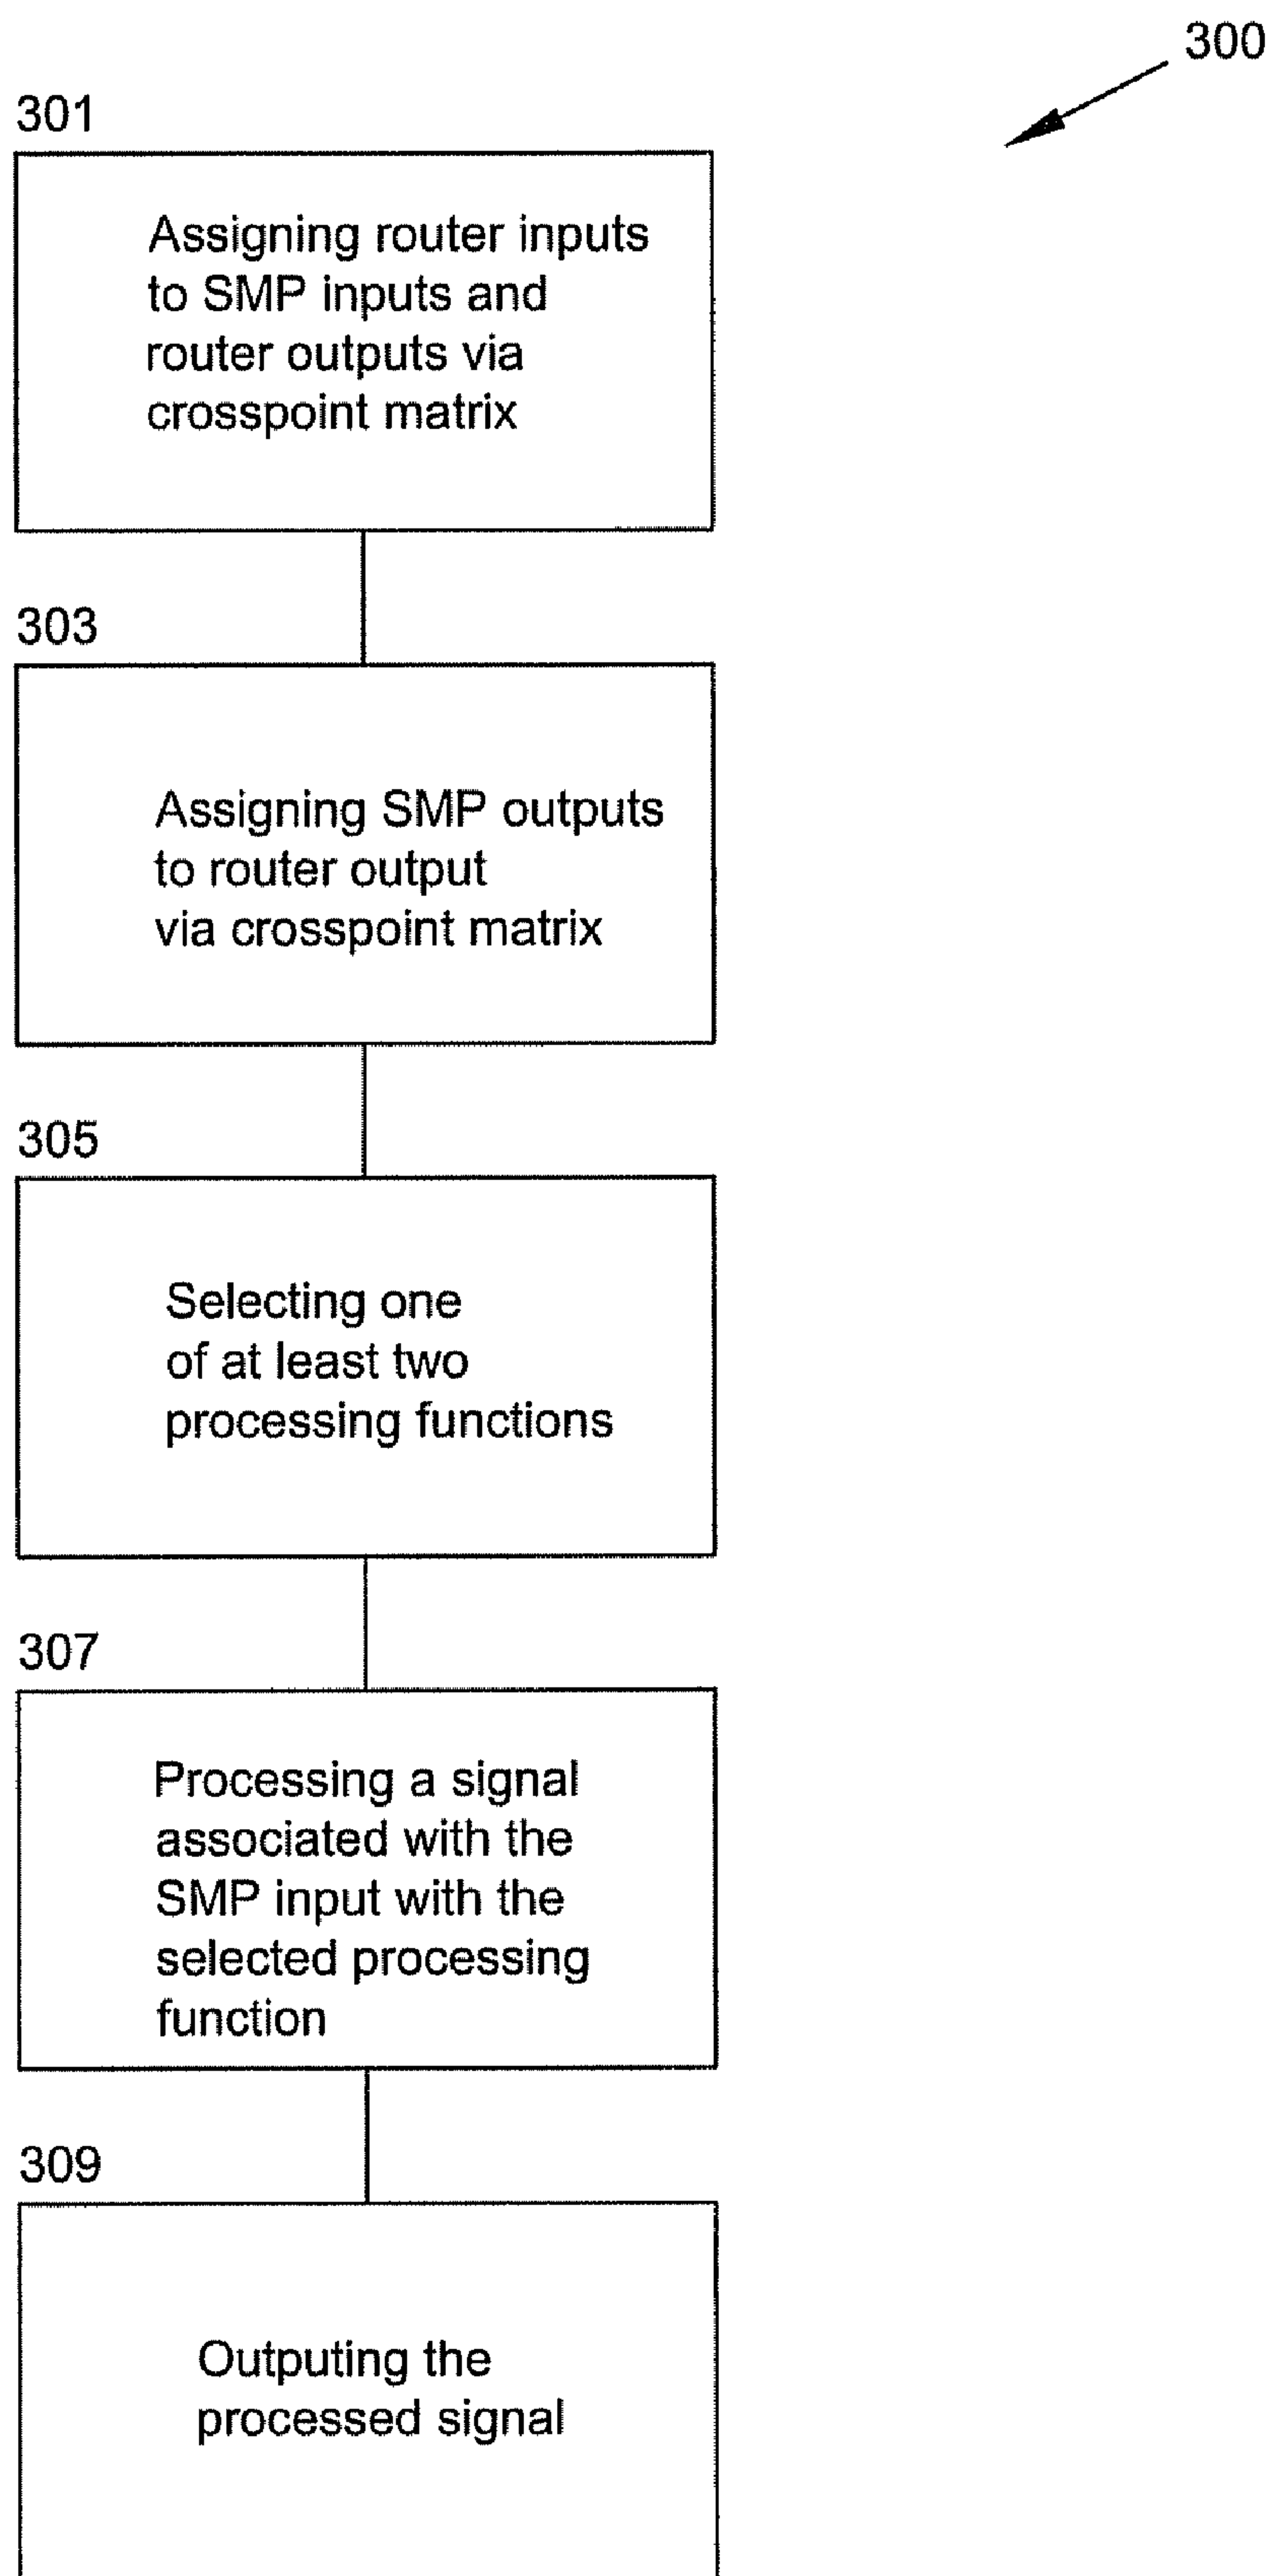 300
301
Assigning router inputs
to SMP inputs and
router outputs via
crosspoint matrix
303
Assigning SMP outputs
to router output
via crosspoint matrix
305
Selecting one
of at least two
processing functions
307
Processing a signal
associated with the
SMP input with the
selected processing
function
309
Outputing the
processed signal